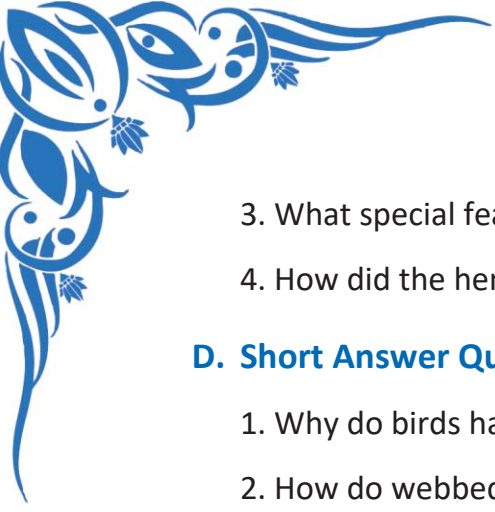 3. What special fea
4. How did the her
D. Short Answer Qu
1. Why do birds ha
2. How do webbed